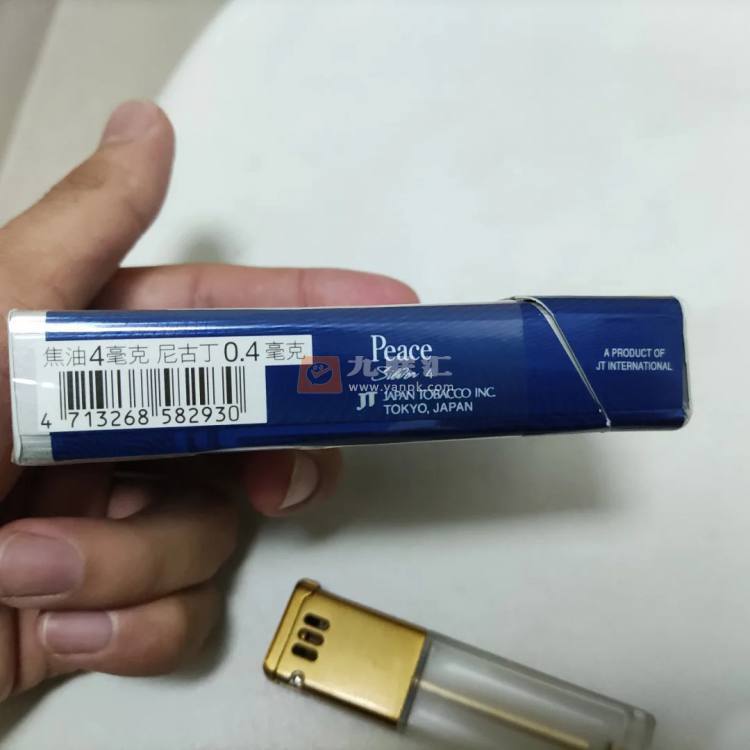 焦油4毫克 尼古丁0.4毫克
4 713268 582930
Peace
JT JAPAN TOBACCO INC.
TOKYO, JAPAN
A PRODUCT OF
JT INTERNATIONAL
www.yanpk.com